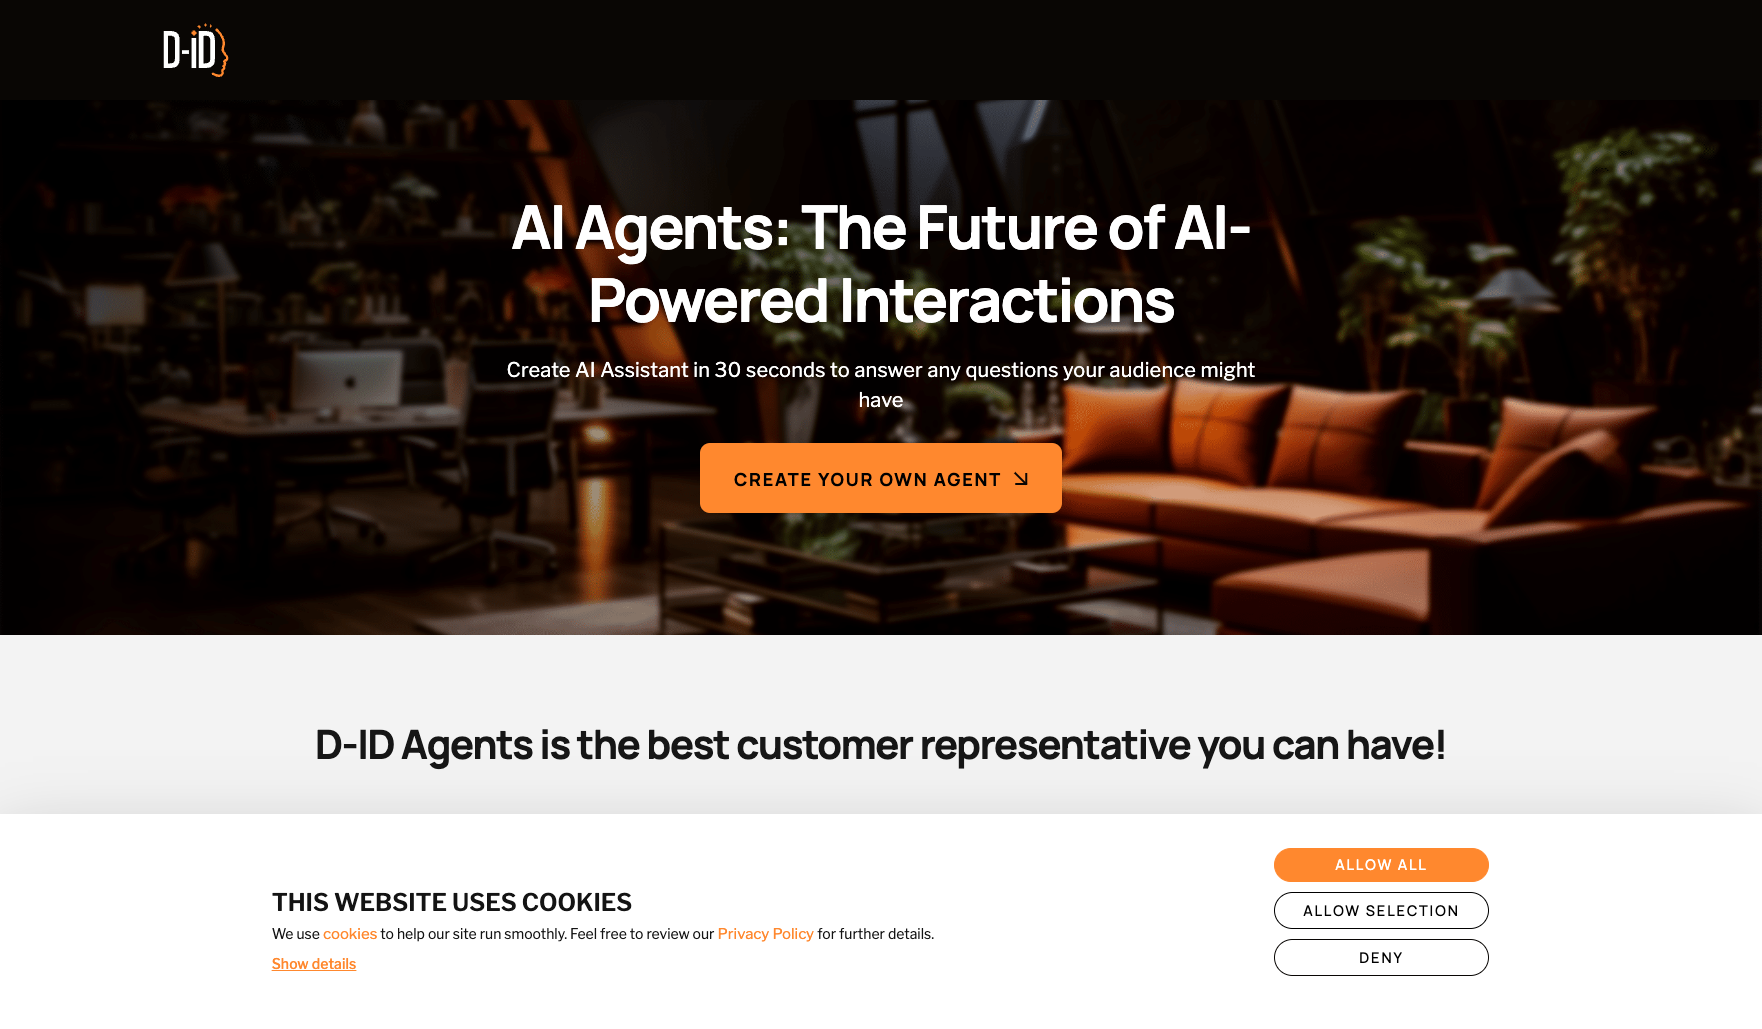 D-iD
AI Agents: The Future of AI-
Powered Interactions
Create AI Assistant in 30 seconds to answer any questions your audience might
have
CREATE YOUR OWN AGENT
D-ID Agents is the best customer representative you can have!
THIS WEBSITE USES COOKIES
We use cookies to help our site run smoothly. Feel free to review our Privacy Policy for further details.
Show details
ALLOW ALL
ALLOW SELECTION
DENY